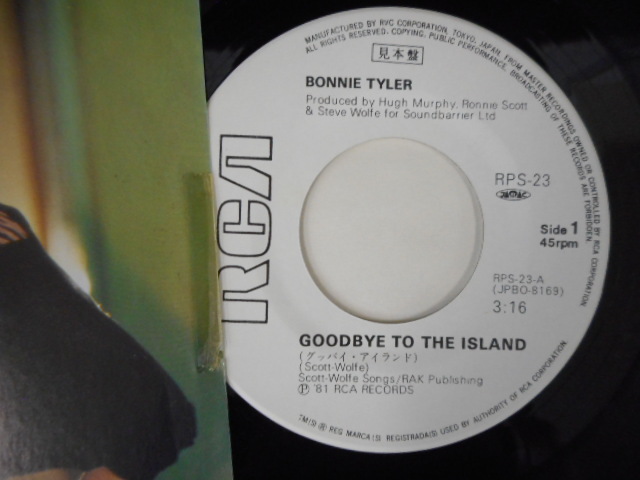 MANUFACTURED BY RVC CORPORATION, TOKYO, JAPAN, FROM MASTER RECORDINGS OWNED OR CONTROLLED BY RCA CORPORATION
ALL RIGHTS RESERVED. COPYING, PUBLIC PERFORMANCE, BROADCASTING OF THESE RECORDS ARE FORBIDDEN.
見本盤
BONNIE TYLER
Produced by Hugh Murphy, Ronnie Scott
& Steve Wolfe for Soundbarrier Ltd
RCA
RPS-23
JASRAC
Side 1
45rpm
RPS-23-A
(JPBO-8169)
3:16
GOODBYE TO THE ISLAND
(グッバイ・アイランド)
(Scott-Wolfe)
Scott-Wolfe Songs/RAK Publishing
Ⓟ '81 RCA RECORDS
TM(S) ® REG MARCA(S) REGISTRADA(S) USED BY AUTHORITY OF RCA CORPORATION.